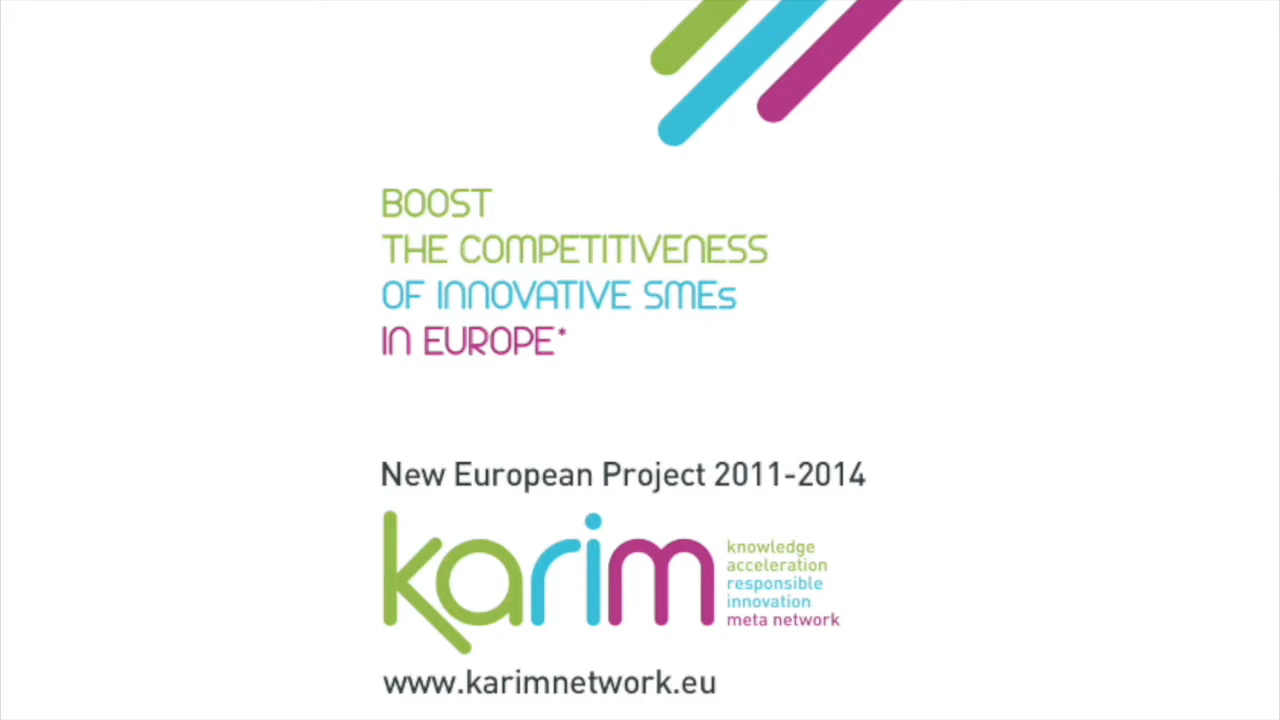 BOOST
THE COMPETITIVENESS
OF INNOVATIVE SMEs
IN EUROPE*
New European Project 2011-2014
karim
knowledge
acceleration
responsible
innovation
meta network
www.karimnetwork.eu